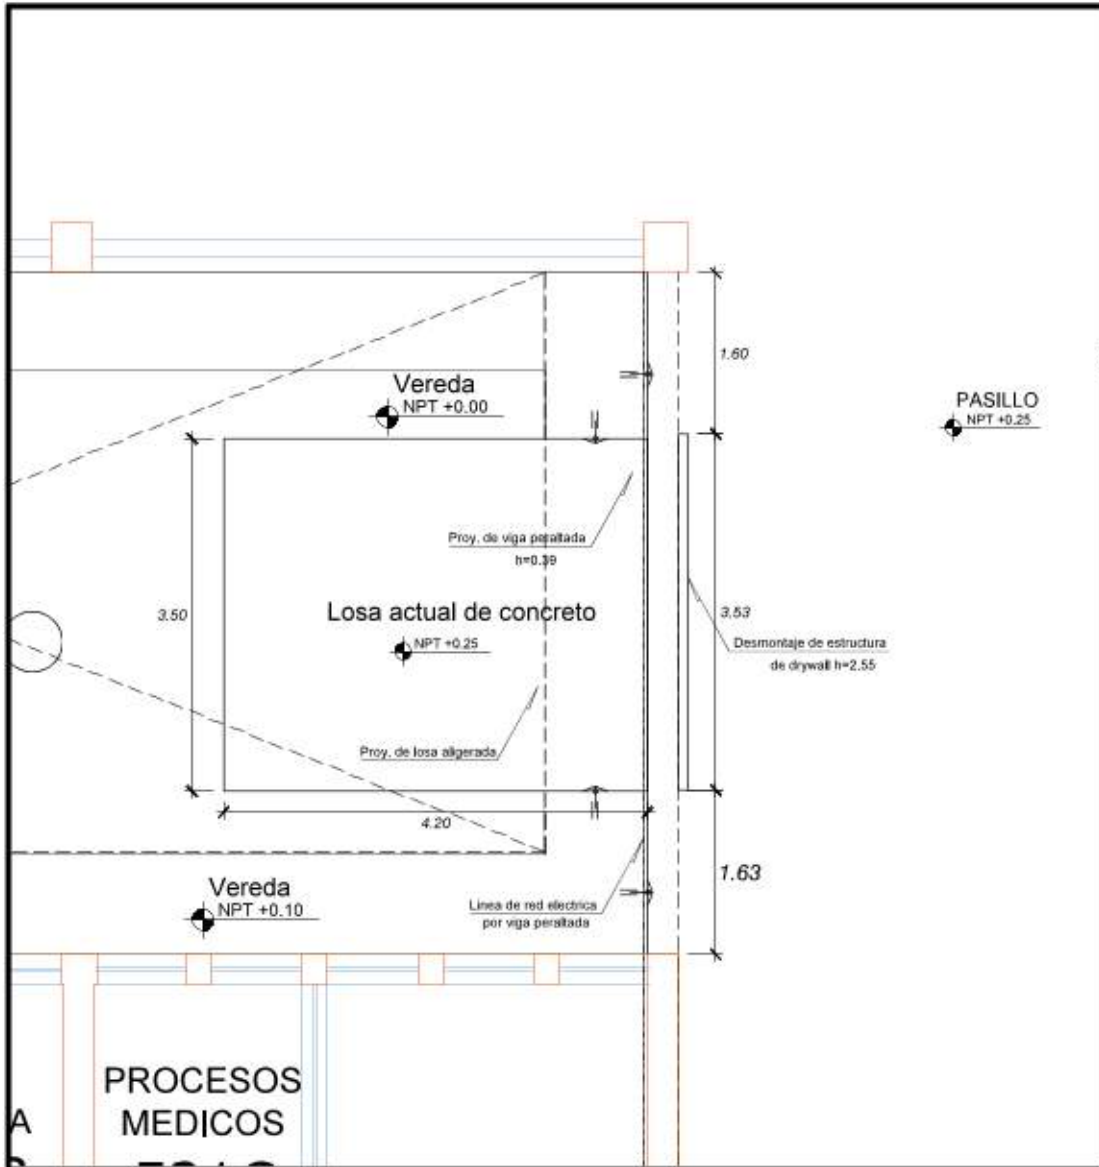 1.60
Vereda
NPT +0.00
PASILLO
NPT +0.25
Proy. de viga peraltada
h=0.39
3.50
Losa actual de concreto
NPT +0.25
3.53
Desmontaje de estructura
de drywall h=2.55
Proy. de losa aligerada
4.20
1.63
Vereda
NPT +0.10
Linea de red electrica
por viga peraltada
PROCESOS
A MEDICOS